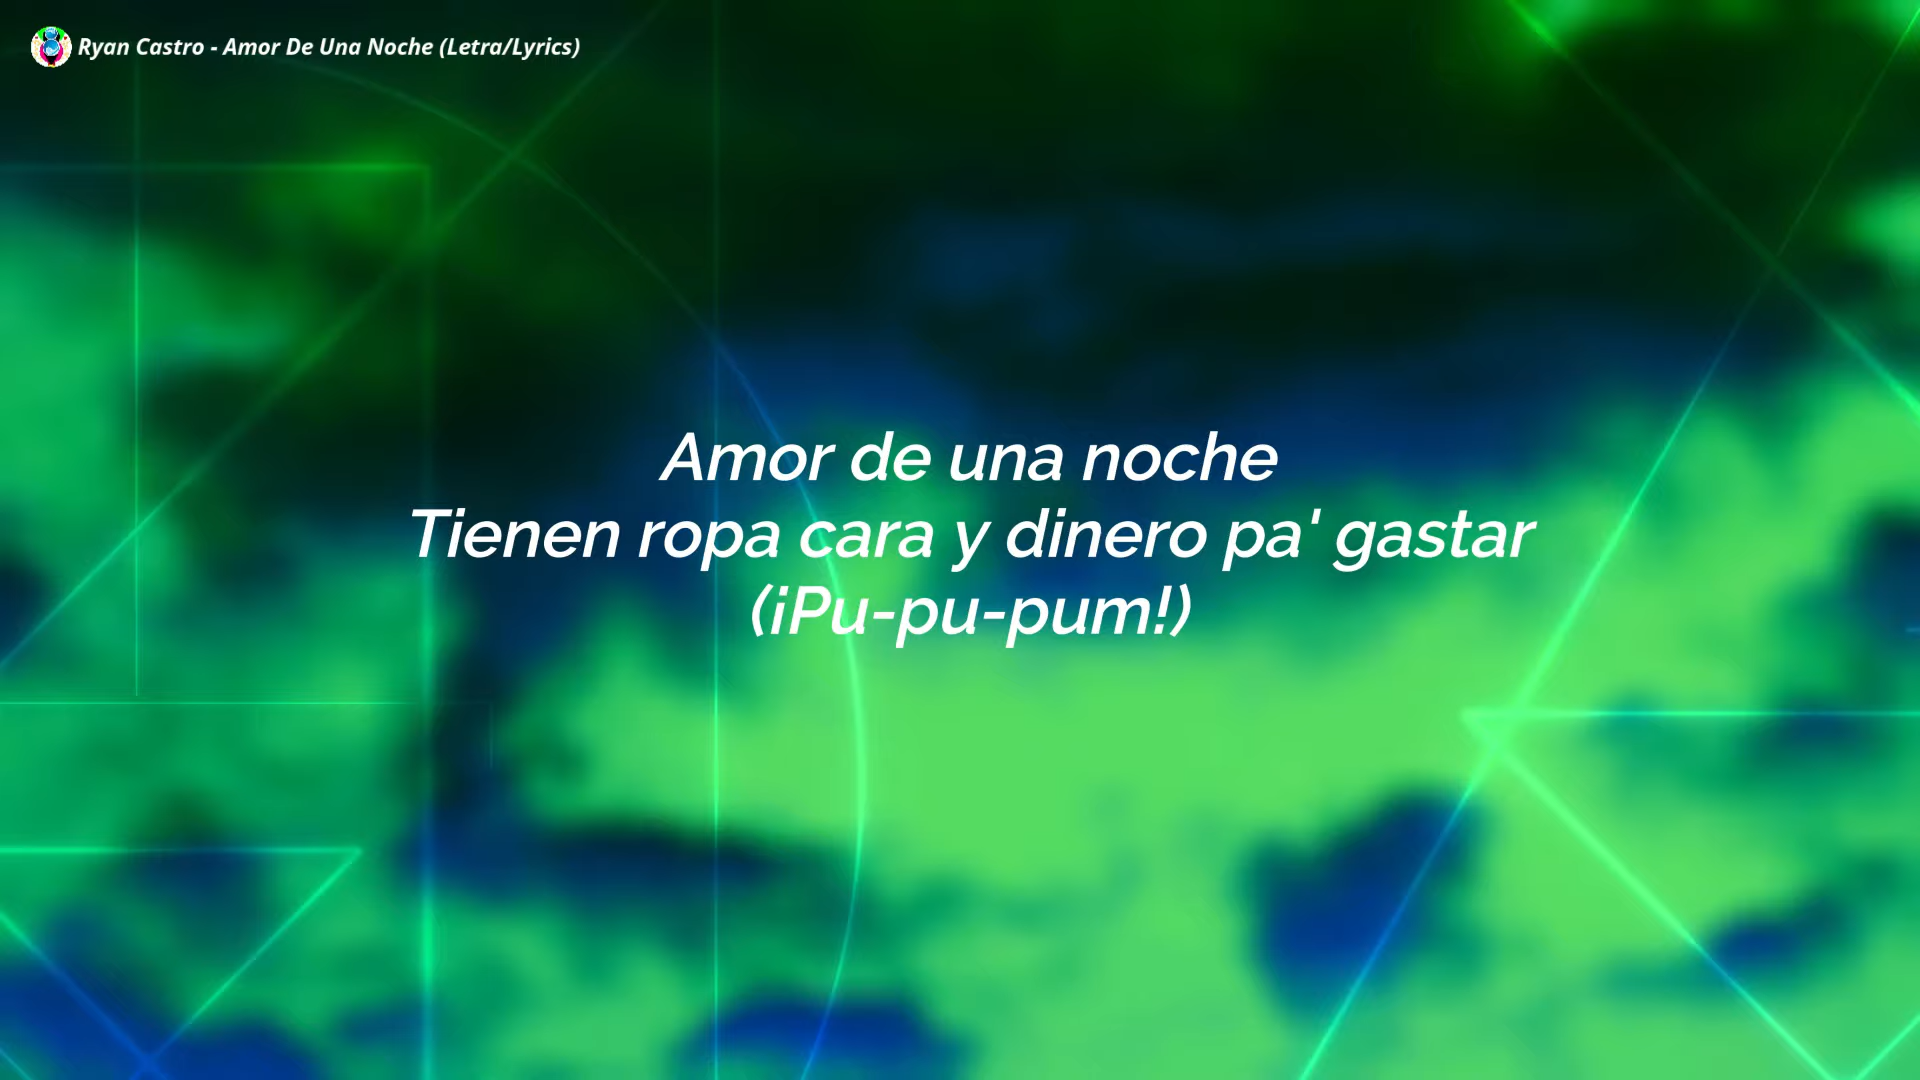 Ryan Castro - Amor De Una Noche (Letra/Lyrics)
Amor de una noche
Tienen ropa cara y dinero pa' gastar
(¡Pu-pu-pum!)